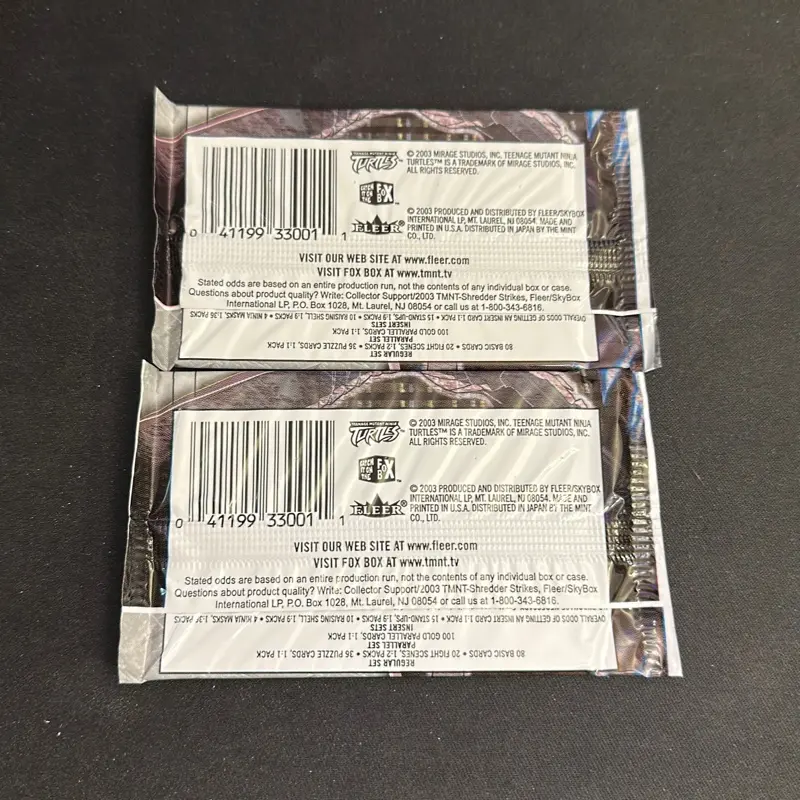 TEENAGE MUTANT NINJA
TURTLES™
© 2003 MIRAGE STUDIOS, INC. TEENAGE MUTANT NINJA
TURTLES™ IS A TRADEMARK OF MIRAGE STUDIOS, INC.
ALL RIGHTS RESERVED.
CATCH IT ON THE FOX BOX
FLEER
© 2003 PRODUCED AND DISTRIBUTED BY FLEER/SKYBOX
INTERNATIONAL LP, MT. LAUREL, NJ 08054. MADE AND
PRINTED IN U.S.A. DISTRIBUTED IN JAPAN BY THE MINT
CO., LTD.
0 41199 33001 1
VISIT OUR WEB SITE AT www.fleer.com
VISIT FOX BOX AT www.tmnt.tv
Stated odds are based on an entire production run, not the contents of any individual box or case.
Questions about product quality? Write: Collector Support/2003 TMNT-Shredder Strikes, Fleer/SkyBox
International LP, P.O. Box 1028, Mt. Laurel, NJ 08054 or call us at 1-800-343-6816.
OVERALL ODDS OF GETTING AN INSERT CARD 1:1 PACK • 15 STAND-UPS, 1:9 PACKS • 10 RAISING SHELL, 1:9 PACKS • 4 NINJA MASKS, 1:36 PACKS
INSERT SETS
100 GOLD PARALLEL CARDS, 1:1 PACK
PARALLEL SET
80 BASIC CARDS • 20 FIGHT SCENES, 1:2 PACKS • 36 PUZZLE CARDS, 1:1 PACK
REGULAR SET
TEENAGE MUTANT NINJA
TURTLES™
© 2003 MIRAGE STUDIOS, INC. TEENAGE MUTANT NINJA
TURTLES™ IS A TRADEMARK OF MIRAGE STUDIOS, INC.
ALL RIGHTS RESERVED.
CATCH IT ON THE FOX BOX
FLEER
© 2003 PRODUCED AND DISTRIBUTED BY FLEER/SKYBOX
INTERNATIONAL LP, MT. LAUREL, NJ 08054. MADE AND
PRINTED IN U.S.A. DISTRIBUTED IN JAPAN BY THE MINT
CO., LTD.
0 41199 33001 1
VISIT OUR WEB SITE AT www.fleer.com
VISIT FOX BOX AT www.tmnt.tv
Stated odds are based on an entire production run, not the contents of any individual box or case.
Questions about product quality? Write: Collector Support/2003 TMNT-Shredder Strikes, Fleer/SkyBox
International LP, P.O. Box 1028, Mt. Laurel, NJ 08054 or call us at 1-800-343-6816.
OVERALL ODDS OF GETTING AN INSERT CARD 1:1 PACK • 15 STAND-UPS, 1:9 PACKS • 10 RAISING SHELL, 1:9 PACKS • 4 NINJA MASKS, 1:36 PACKS
INSERT SETS
100 GOLD PARALLEL CARDS, 1:1 PACK
PARALLEL SET
80 BASIC CARDS • 20 FIGHT SCENES, 1:2 PACKS • 36 PUZZLE CARDS, 1:1 PACK
REGULAR SET